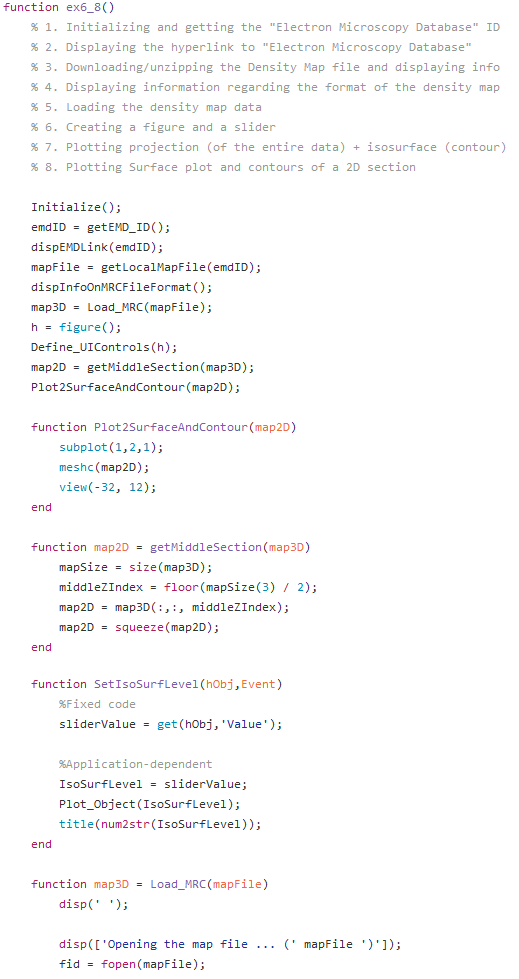 function ex6_8()
% 1. Initializing and getting the "Electron Microscopy Database" ID
% 2. Displaying the hyperlink to "Electron Microscopy Database"
% 3. Downloading/unzipping the Density Map file and displaying info
% 4. Displaying information regarding the format of the density map
% 5. Loading the density map data
% 6. Creating a figure and a slider
% 7. Plotting projection (of the entire data) + isosurface (contour)
% 8. Plotting Surface plot and contours of a 2D section
Initialize();
emdID = getEMD_ID();
dispEMDLink(emdID);
mapFile = getLocalMapFile(emdID);
dispInfoOnMRCFileFormat();
map3D = Load_MRC(mapFile);
h = figure();
Define_UIControls(h);
map2D = getMiddleSection(map3D);
Plot2SurfaceAndContour(map2D);
function Plot2SurfaceAndContour(map2D)
subplot(1,2,1);
meshc(map2D);
view(-32, 12);
end
function map2D = getMiddleSection(map3D)
mapSize = size(map3D);
middleZIndex = floor(mapSize(3) / 2);
map2D = map3D(:,:, middleZIndex);
map2D = squeeze(map2D);
end
function SetIsoSurfLevel(hObj,Event)
%Fixed code
sliderValue = get(hObj,'Value');
%Application-dependent
IsoSurfLevel = sliderValue;
Plot_Object(IsoSurfLevel);
title(num2str(IsoSurfLevel));
end
function map3D = Load_MRC(mapFile)
disp(' ');
disp(['Opening the map file ... (' mapFile ')']);
fid = fopen(mapFile);